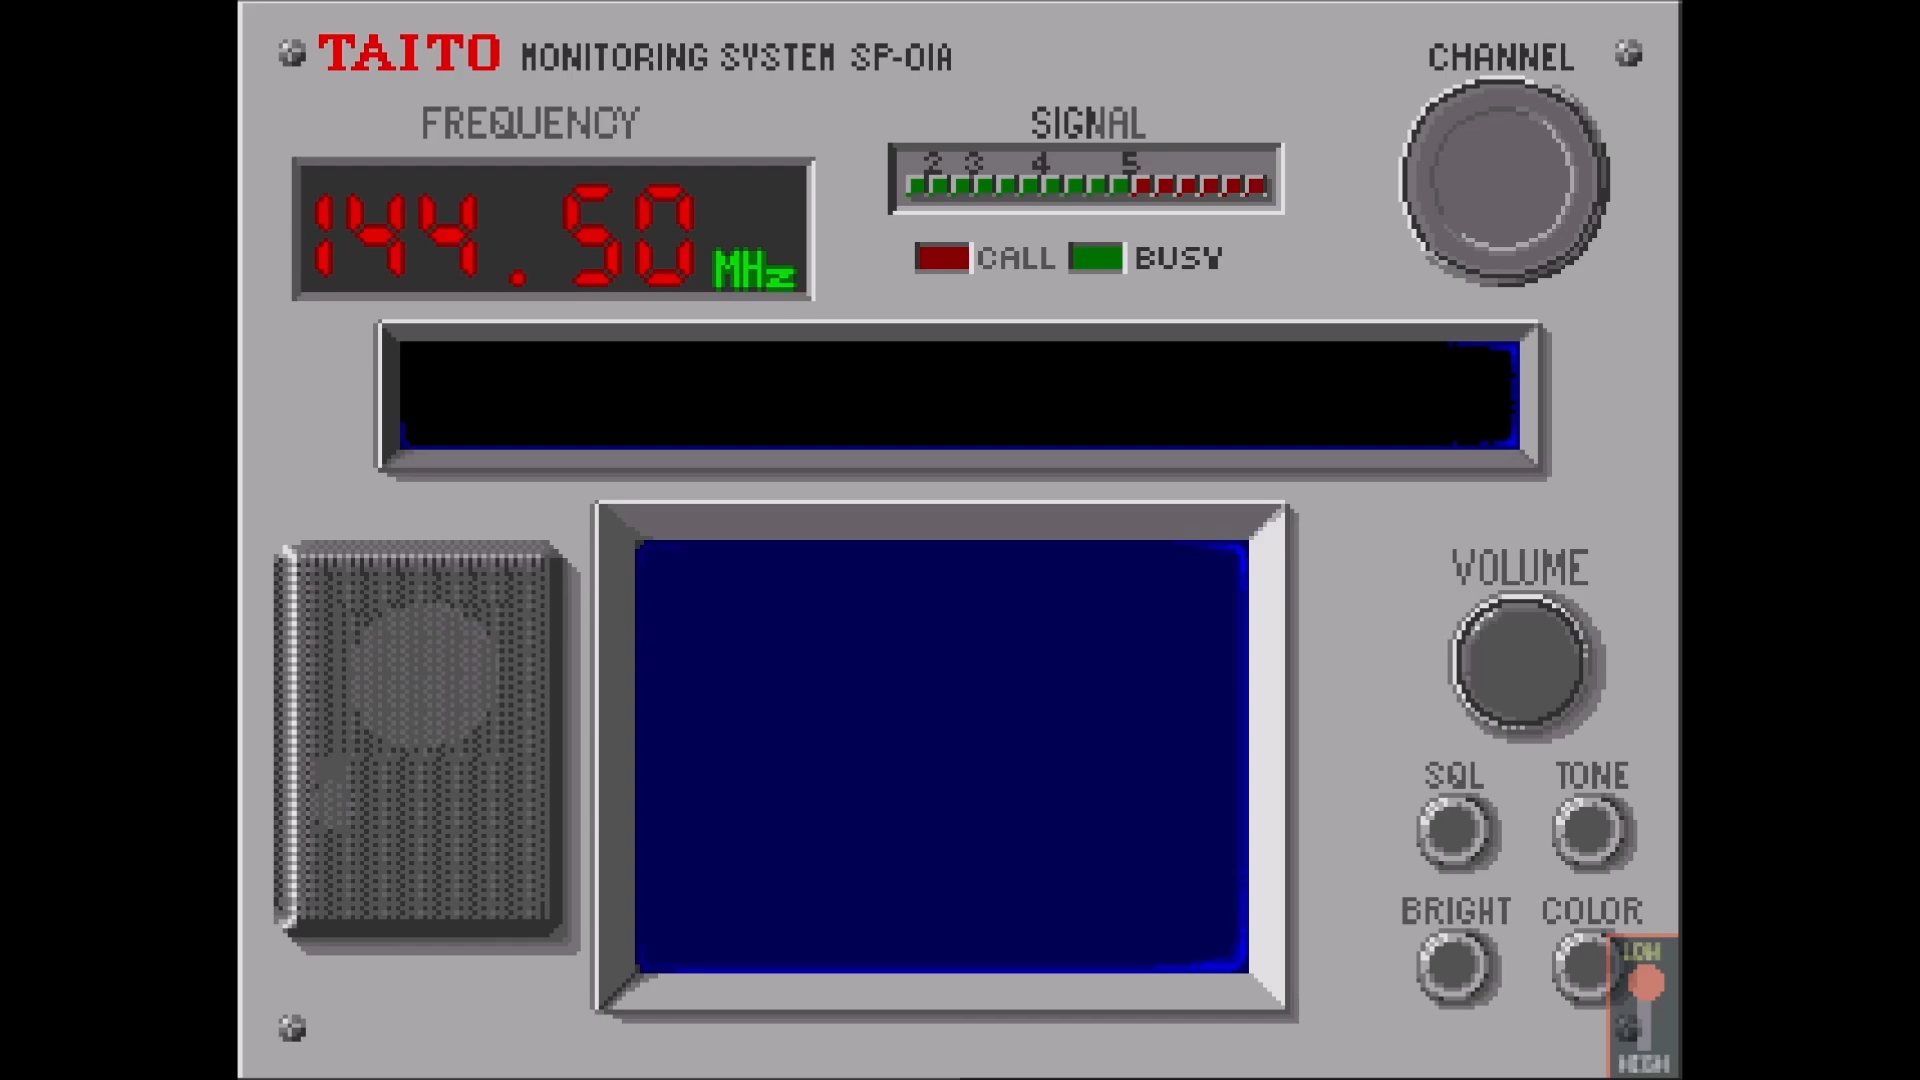 TAITO MONITORING SYSTEM SP-01A
CHANNEL
FREQUENCY
SIGNAL
2 3 4 5
144.50 MHz
CALL BUSY
VOLUME
SQL TONE
BRIGHT COLOR
LOW
HIGH